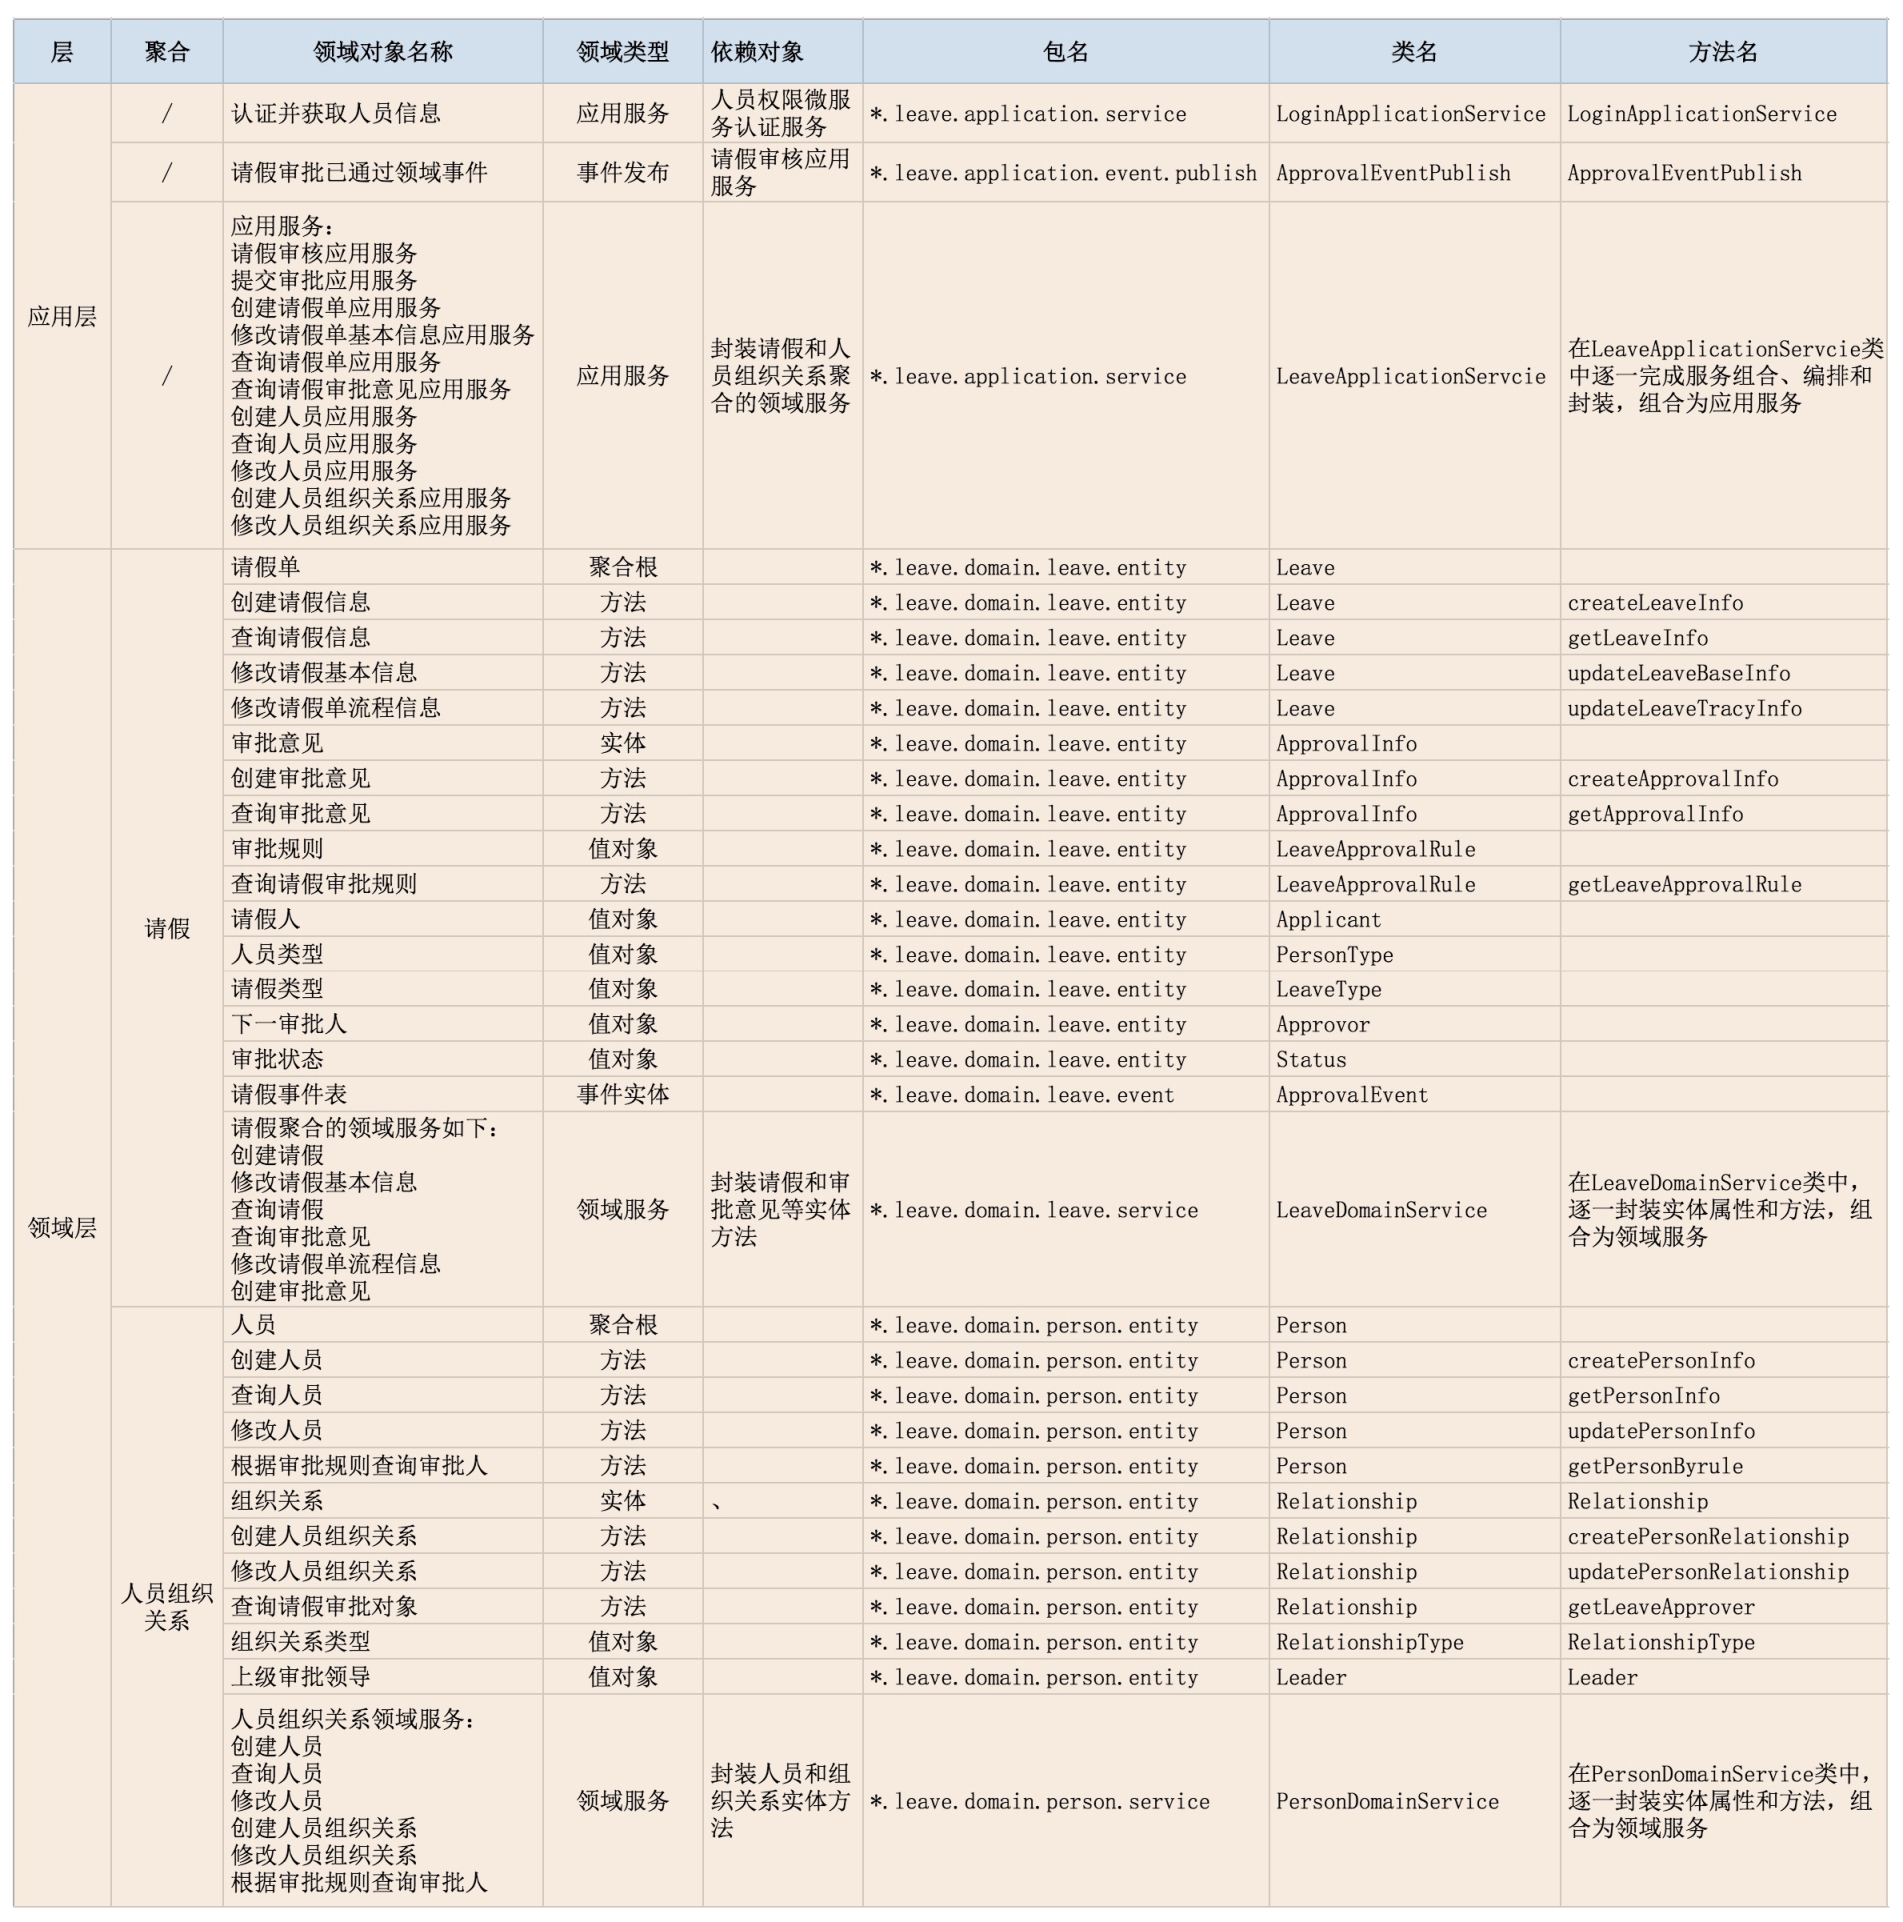 层 聚合 领域对象名称 领域类型 依赖对象 包名 类名 方法名
应用层
/ 认证并获取人员信息 应用服务 人员权限微服
务认证服务 *.leave.application.service LoginApplicationService LoginApplicationService
/ 请假审批已通过领域事件 事件发布 请假审核应用
服务 *.leave.application.event.publish ApprovalEventPublish ApprovalEventPublish
/
应用服务：
请假审核应用服务
提交审批应用服务
创建请假单应用服务
修改请假单基本信息应用服务
查询请假单应用服务
查询请假审批意见应用服务
创建人员应用服务
查询人员应用服务
修改人员应用服务
创建人员组织关系应用服务
修改人员组织关系应用服务
应用服务
封装请假和人
员组织关系聚
合的领域服务
*.leave.application.service
LeaveApplicationServcie
在LeaveApplicationServcie类
中逐一完成服务组合、编排和
封装，组合为应用服务
领域层
请假
请假单 聚合根 *.leave.domain.leave.entity Leave
创建请假信息 方法 *.leave.domain.leave.entity Leave createLeaveInfo
查询请假信息 方法 *.leave.domain.leave.entity Leave getLeaveInfo
修改请假基本信息 方法 *.leave.domain.leave.entity Leave updateLeaveBaseInfo
修改请假单流程信息 方法 *.leave.domain.leave.entity Leave updateLeaveTracyInfo
审批意见 实体 *.leave.domain.leave.entity ApprovalInfo
创建审批意见 方法 *.leave.domain.leave.entity ApprovalInfo createApprovalInfo
查询审批意见 方法 *.leave.domain.leave.entity ApprovalInfo getApprovalInfo
审批规则 值对象 *.leave.domain.leave.entity LeaveApprovalRule
查询请假审批规则 方法 *.leave.domain.leave.entity LeaveApprovalRule getLeaveApprovalRule
请假人 值对象 *.leave.domain.leave.entity Applicant
人员类型 值对象 *.leave.domain.leave.entity PersonType
请假类型 值对象 *.leave.domain.leave.entity LeaveType
下一审批人 值对象 *.leave.domain.leave.entity Approvor
审批状态 值对象 *.leave.domain.leave.entity Status
请假事件表 事件实体 *.leave.domain.leave.event ApprovalEvent
请假聚合的领域服务如下：
创建请假
修改请假基本信息
查询请假
查询审批意见
修改请假单流程信息
创建审批意见
领域服务
封装请假和审
批意见等实体
方法
*.leave.domain.leave.service
LeaveDomainService
在LeaveDomainService类中，
逐一封装实体属性和方法，组
合为领域服务
人员组织
关系
人员 聚合根 *.leave.domain.person.entity Person
创建人员 方法 *.leave.domain.person.entity Person createPersonInfo
查询人员 方法 *.leave.domain.person.entity Person getPersonInfo
修改人员 方法 *.leave.domain.person.entity Person updatePersonInfo
根据审批规则查询审批人 方法 *.leave.domain.person.entity Person getPersonByrule
组织关系 实体 、 *.leave.domain.person.entity Relationship Relationship
创建人员组织关系 方法 *.leave.domain.person.entity Relationship createPersonRelationship
修改人员组织关系 方法 *.leave.domain.person.entity Relationship updatePersonRelationship
查询请假审批对象 方法 *.leave.domain.person.entity Relationship getLeaveApprover
组织关系类型 值对象 *.leave.domain.person.entity RelationshipType RelationshipType
上级审批领导 值对象 *.leave.domain.person.entity Leader Leader
人员组织关系领域服务：
创建人员
查询人员
修改人员
创建人员组织关系
修改人员组织关系
根据审批规则查询审批人
领域服务
封装人员和组
织关系实体方
法
*.leave.domain.person.service
PersonDomainService
在PersonDomainService类中，
逐一封装实体属性和方法，组
合为领域服务